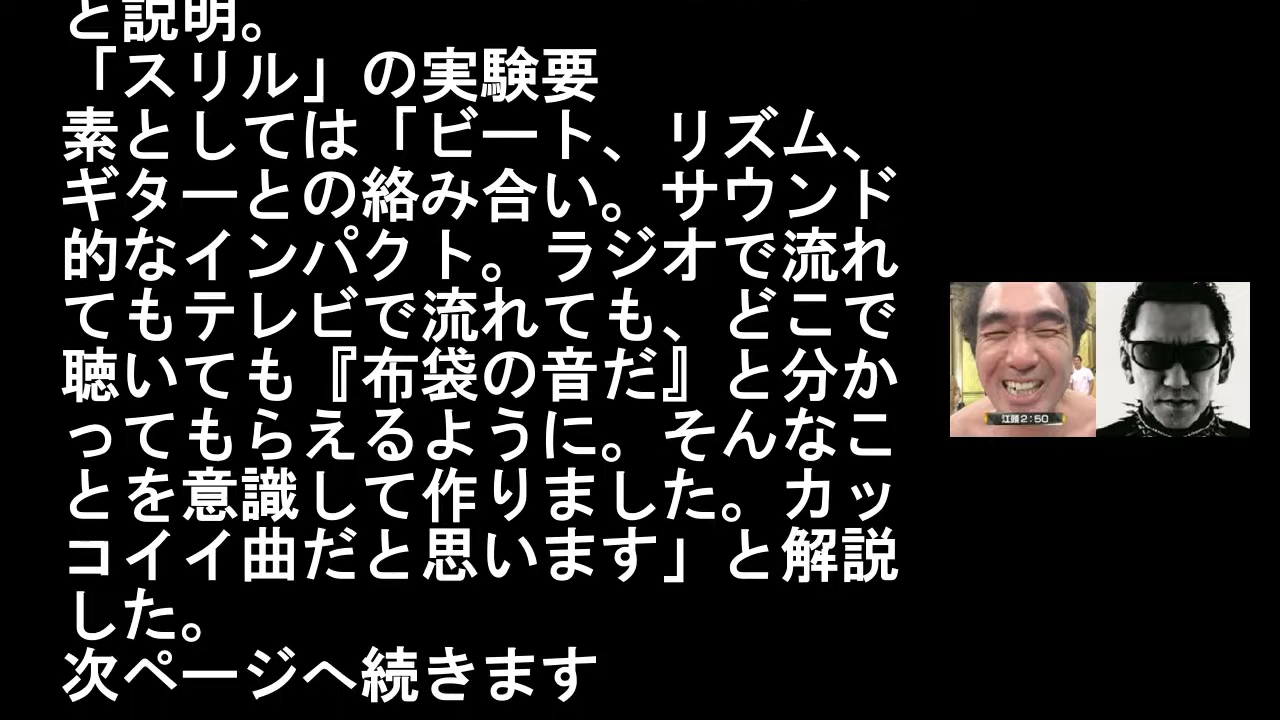 と説明。
「スリル」の実験要
素としては「ビート、リズム、
ギターとの絡み合い。サウンド
的なインパクト。ラジオで流れ
てもテレビで流れても、どこで
聴いても『布袋の音だ』と分か
ってもらえるように。そんなこ
とを意識して作りました。カッ
コイイ曲だと思います」と解説
した。
次ページへ続きます
江頭2:50